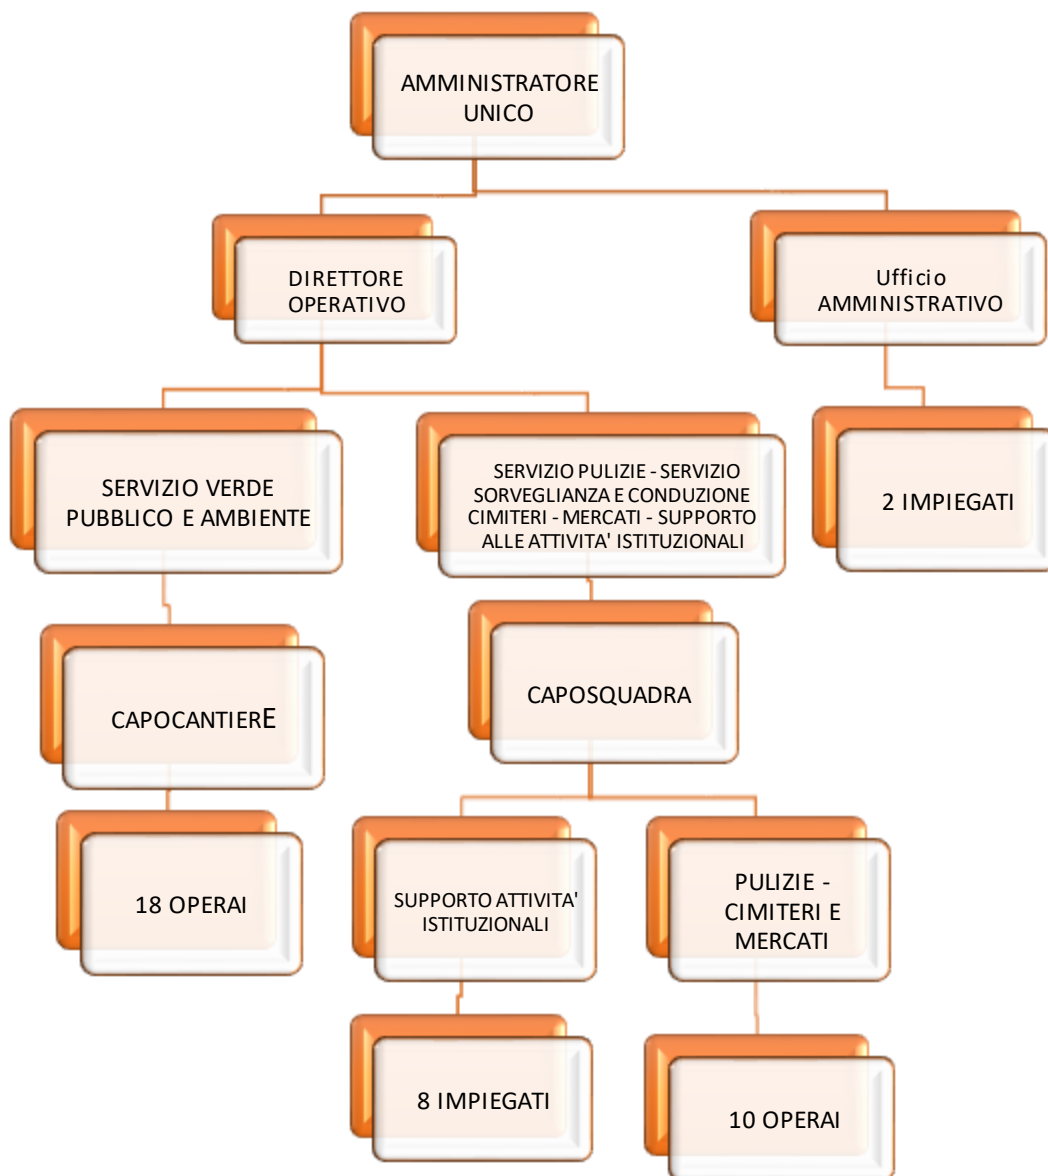 AMMINISTRATORE
UNICO
DIRETTORE
OPERATIVO
Ufficio
AMMINISTRATIVO
SERVIZIO VERDE
PUBBLICO E AMBIENTE
SERVIZIO PULIZIE - SERVIZIO
SORVEGLIANZA E CONDUZIONE
CIMITERI - MERCATI - SUPPORTO
ALLE ATTIVITA' ISTITUZIONALI
2 IMPIEGATI
CAPOCANTIERE
CAPOSQUADRA
18 OPERAI
SUPPORTO ATTIVITA'
ISTITUZIONALI
PULIZIE -
CIMITERI E
MERCATI
8 IMPIEGATI
10 OPERAI